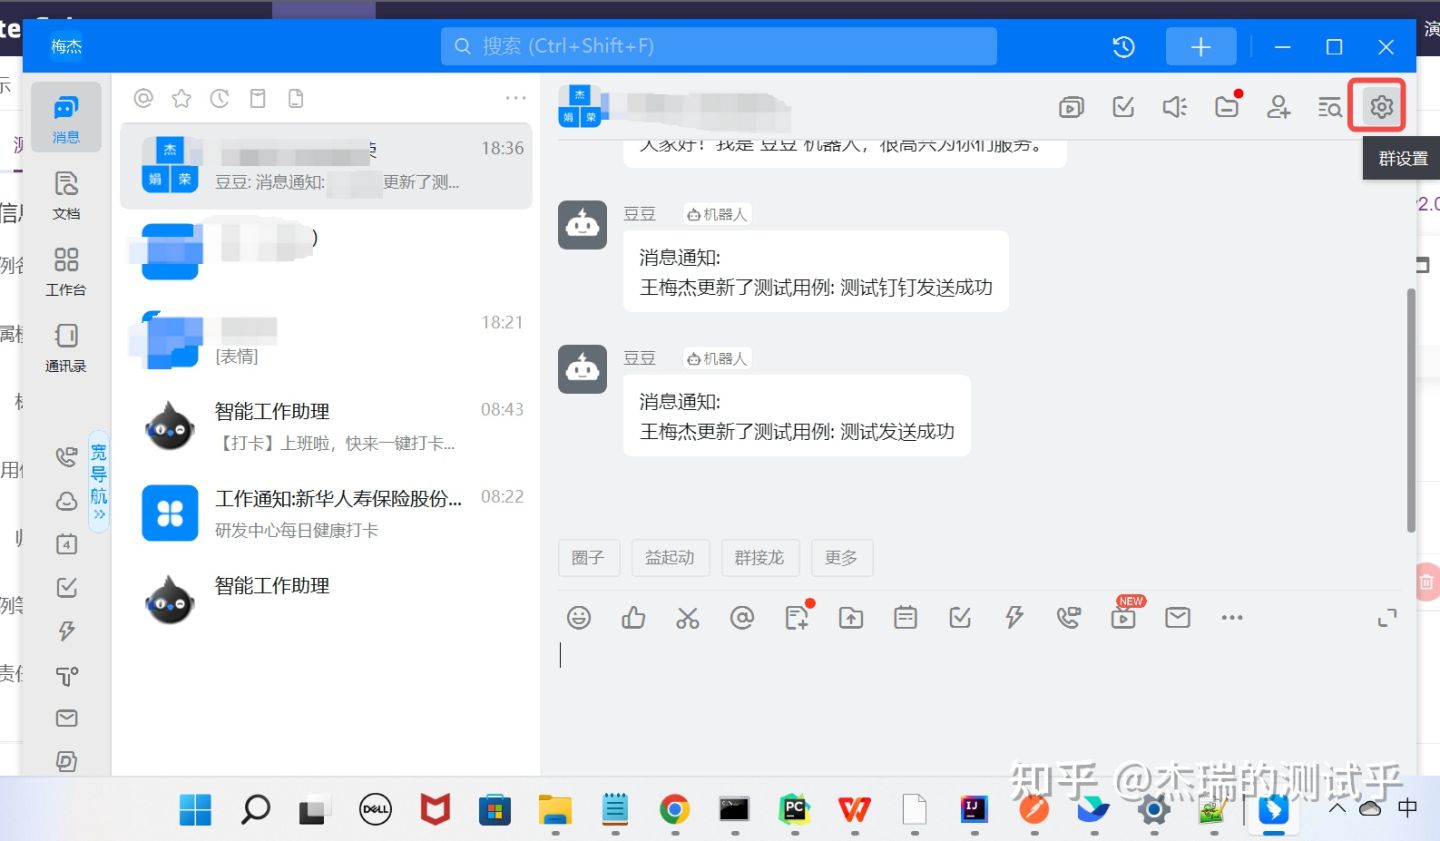 演
梅杰
搜索 (Ctrl+Shift+F)
消息
文档
工作台
通讯录
宽导航
4
杰
娟 荣
18:36
豆豆: 消息通知:
更新了测...
)
18:21
[表情]
智能工作助理
08:43
【打卡】上班啦，快来一键打卡...
工作通知:新华人寿保险股份...
08:22
研发中心每日健康打卡
智能工作助理
杰
娟 荣
群设置
大家好！我是 豆豆 机器人，很高兴为你们服务。
豆豆 机器人
消息通知:
王梅杰更新了测试用例: 测试钉钉发送成功
豆豆 机器人
消息通知:
王梅杰更新了测试用例: 测试发送成功
圈子 益起动 群接龙 更多
NEW
知乎 @杰瑞的测试乎
DELL
PC
IJ
中